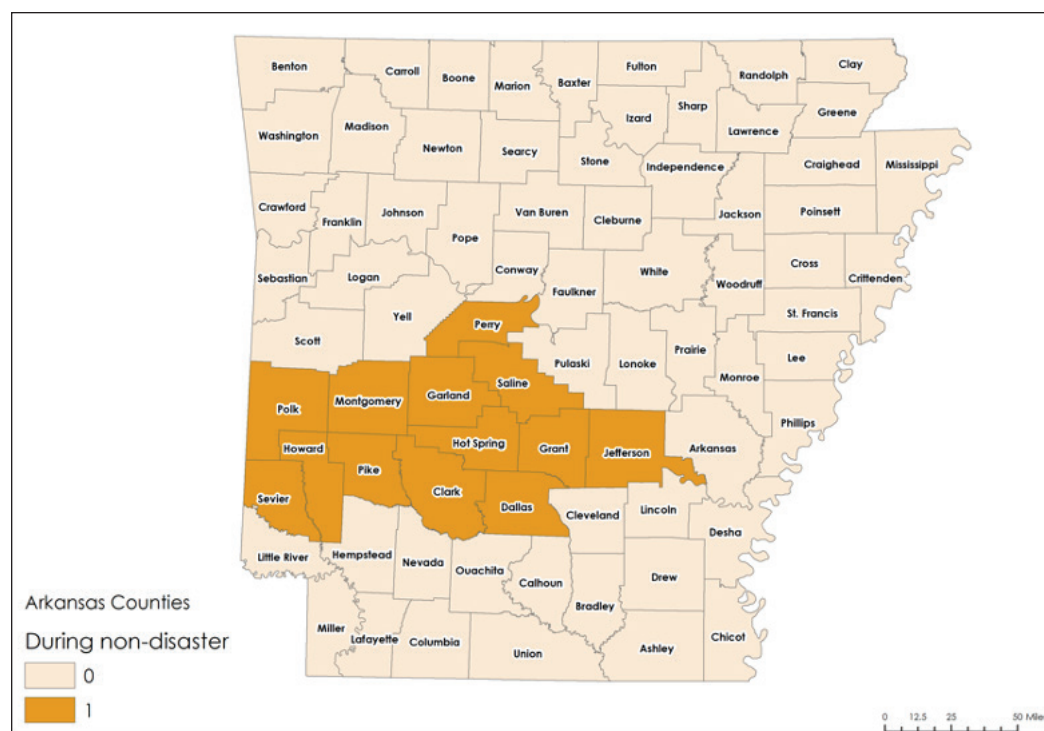 Benton
Carroll
Boone
Marion
Baxter
Fulton
Randolph
Clay
Sharp
Izard
Greene
Lawrence
Washington
Madison
Newton
Searcy
Stone
Independence
Craighead
Mississippi
Crawford
Franklin
Johnson
Pope
Van Buren
Cleburne
Jackson
Poinsett
Sebastian
Logan
Conway
Faulkner
White
Woodruff
Cross
Crittenden
St. Francis
Scott
Yell
Perry
Pulaski
Lonoke
Prairie
Monroe
Lee
Phillips
Polk
Montgomery
Garland
Saline
Howard
Hot Spring
Grant
Jefferson
Arkansas
Sevier
Pike
Clark
Dallas
Cleveland
Lincoln
Desha
Little River
Hempstead
Nevada
Ouachita
Calhoun
Bradley
Drew
Miller
Lafayette
Columbia
Union
Ashley
Chicot
Arkansas Counties
During non-disaster
0
1
0 12.5 25 50 Miles